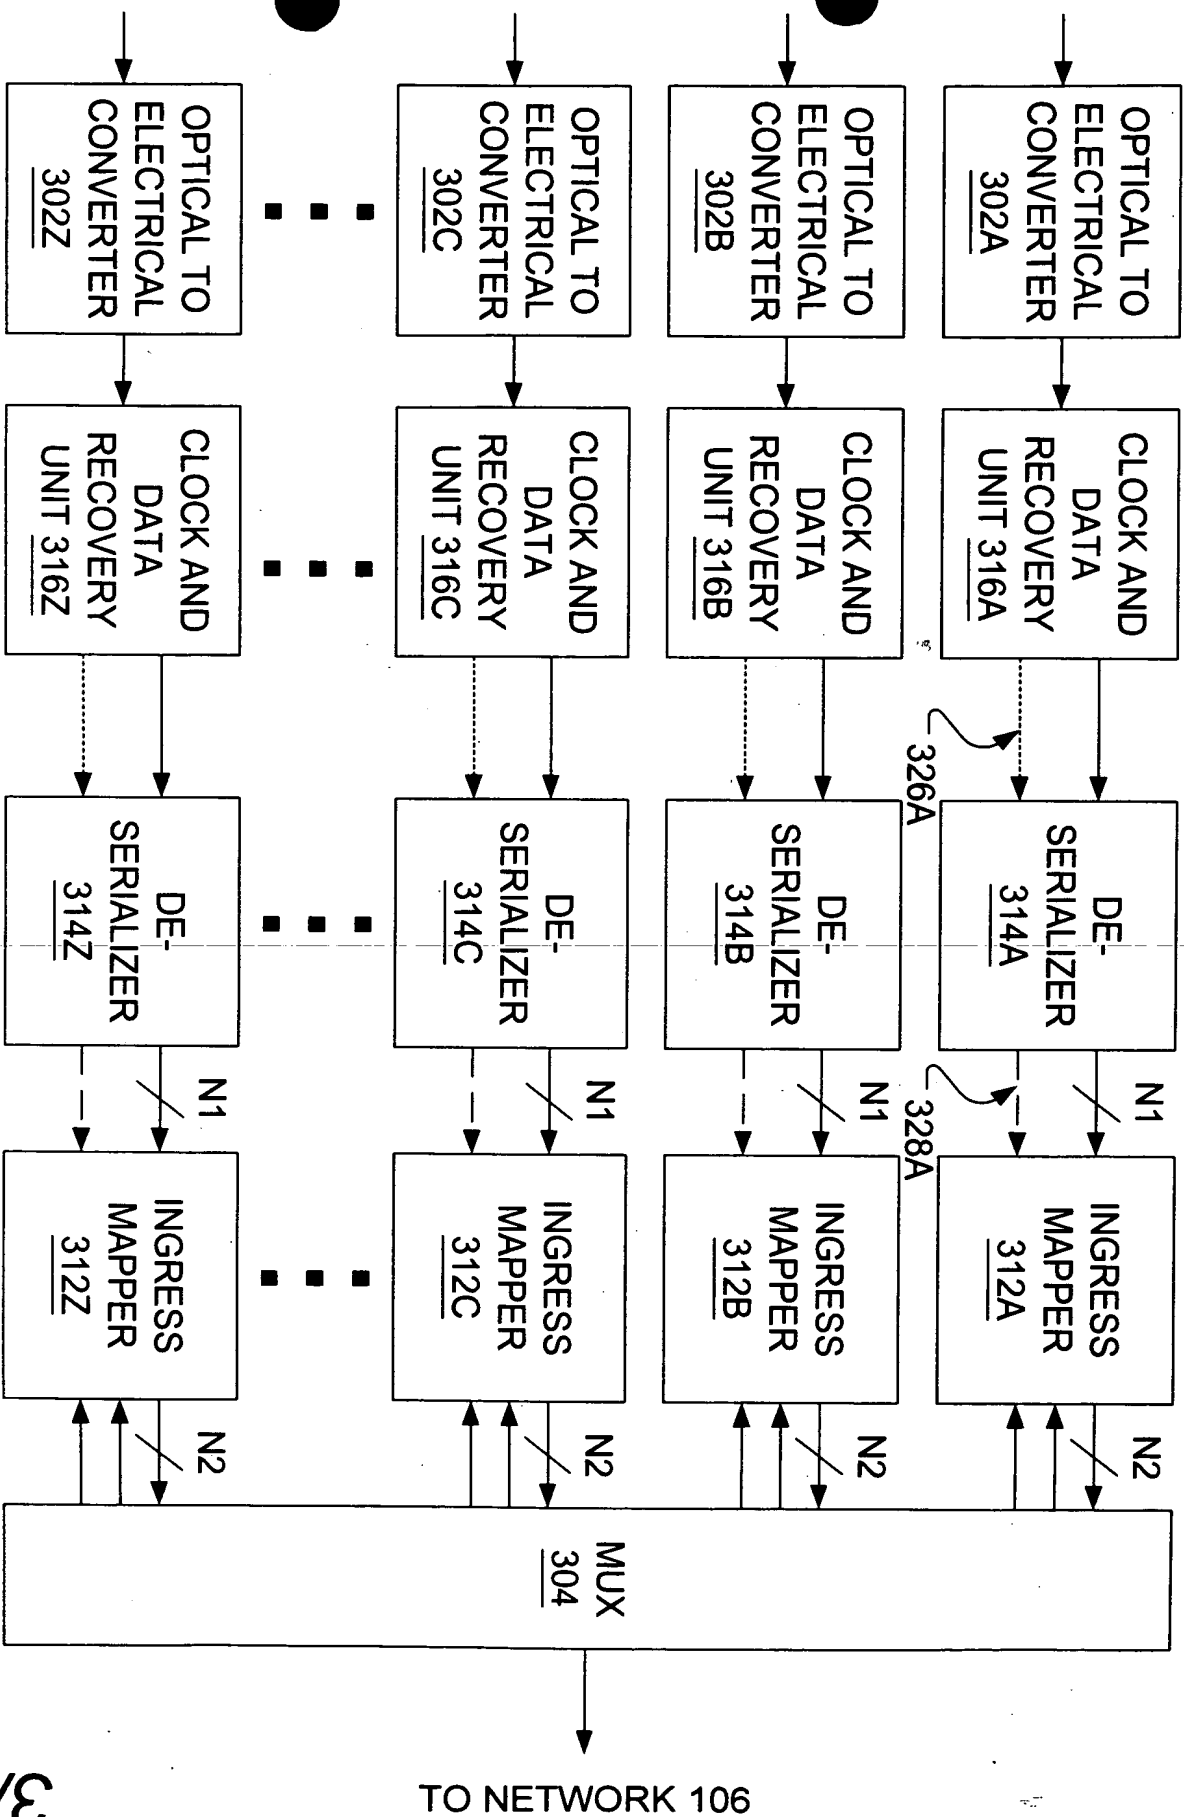 OPTICAL TO
ELECTRICAL
CONVERTER
302A
CLOCK AND
DATA
RECOVERY
UNIT 316A
326A
DE-
SERIALIZER
314A
N1
328A
INGRESS
MAPPER
312A
N2
OPTICAL TO
ELECTRICAL
CONVERTER
302B
CLOCK AND
DATA
RECOVERY
UNIT 316B
DE-
SERIALIZER
314B
N1
INGRESS
MAPPER
312B
N2
OPTICAL TO
ELECTRICAL
CONVERTER
302C
CLOCK AND
DATA
RECOVERY
UNIT 316C
DE-
SERIALIZER
314C
N1
INGRESS
MAPPER
312C
N2
OPTICAL TO
ELECTRICAL
CONVERTER
302Z
CLOCK AND
DATA
RECOVERY
UNIT 316Z
DE-
SERIALIZER
314Z
N1
INGRESS
MAPPER
312Z
N2
MUX
304
TO NETWORK 106
3/